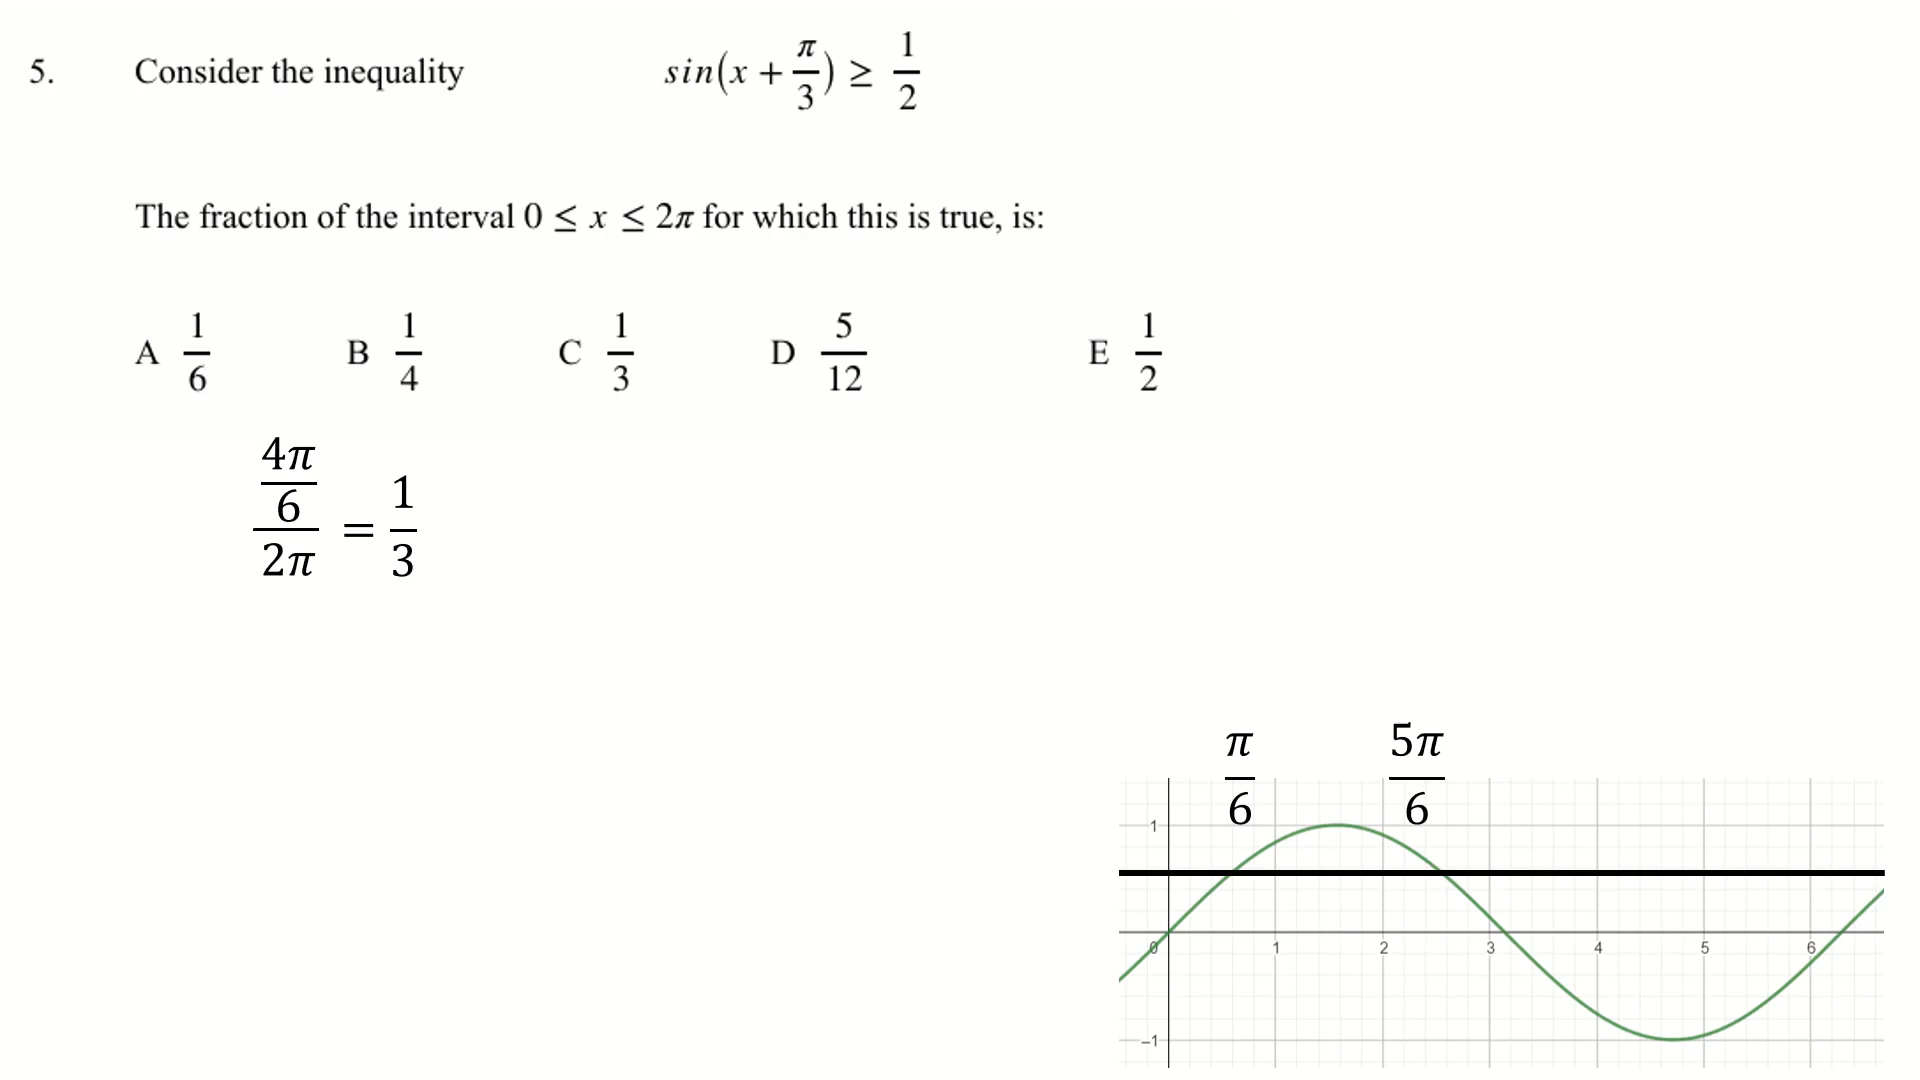 5. Consider the inequality sin(x + π/3) ≥ 1/2
The fraction of the interval 0 ≤ x ≤ 2π for which this is true, is:
A 1/6 B 1/4 C 1/3 D 5/12 E 1/2
(4π/6)/(2π) = 1/3
π/6 5π/6
1
0 1 2 3 4 5 6
−1